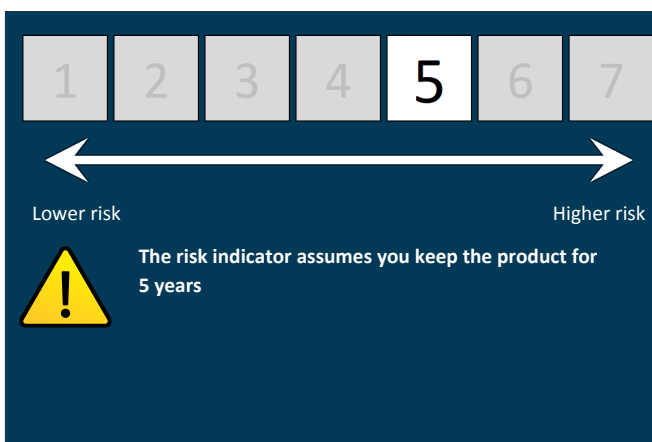 1 2 3 4 5 6 7
Lower risk Higher risk
!
The risk indicator assumes you keep the product for
5 years